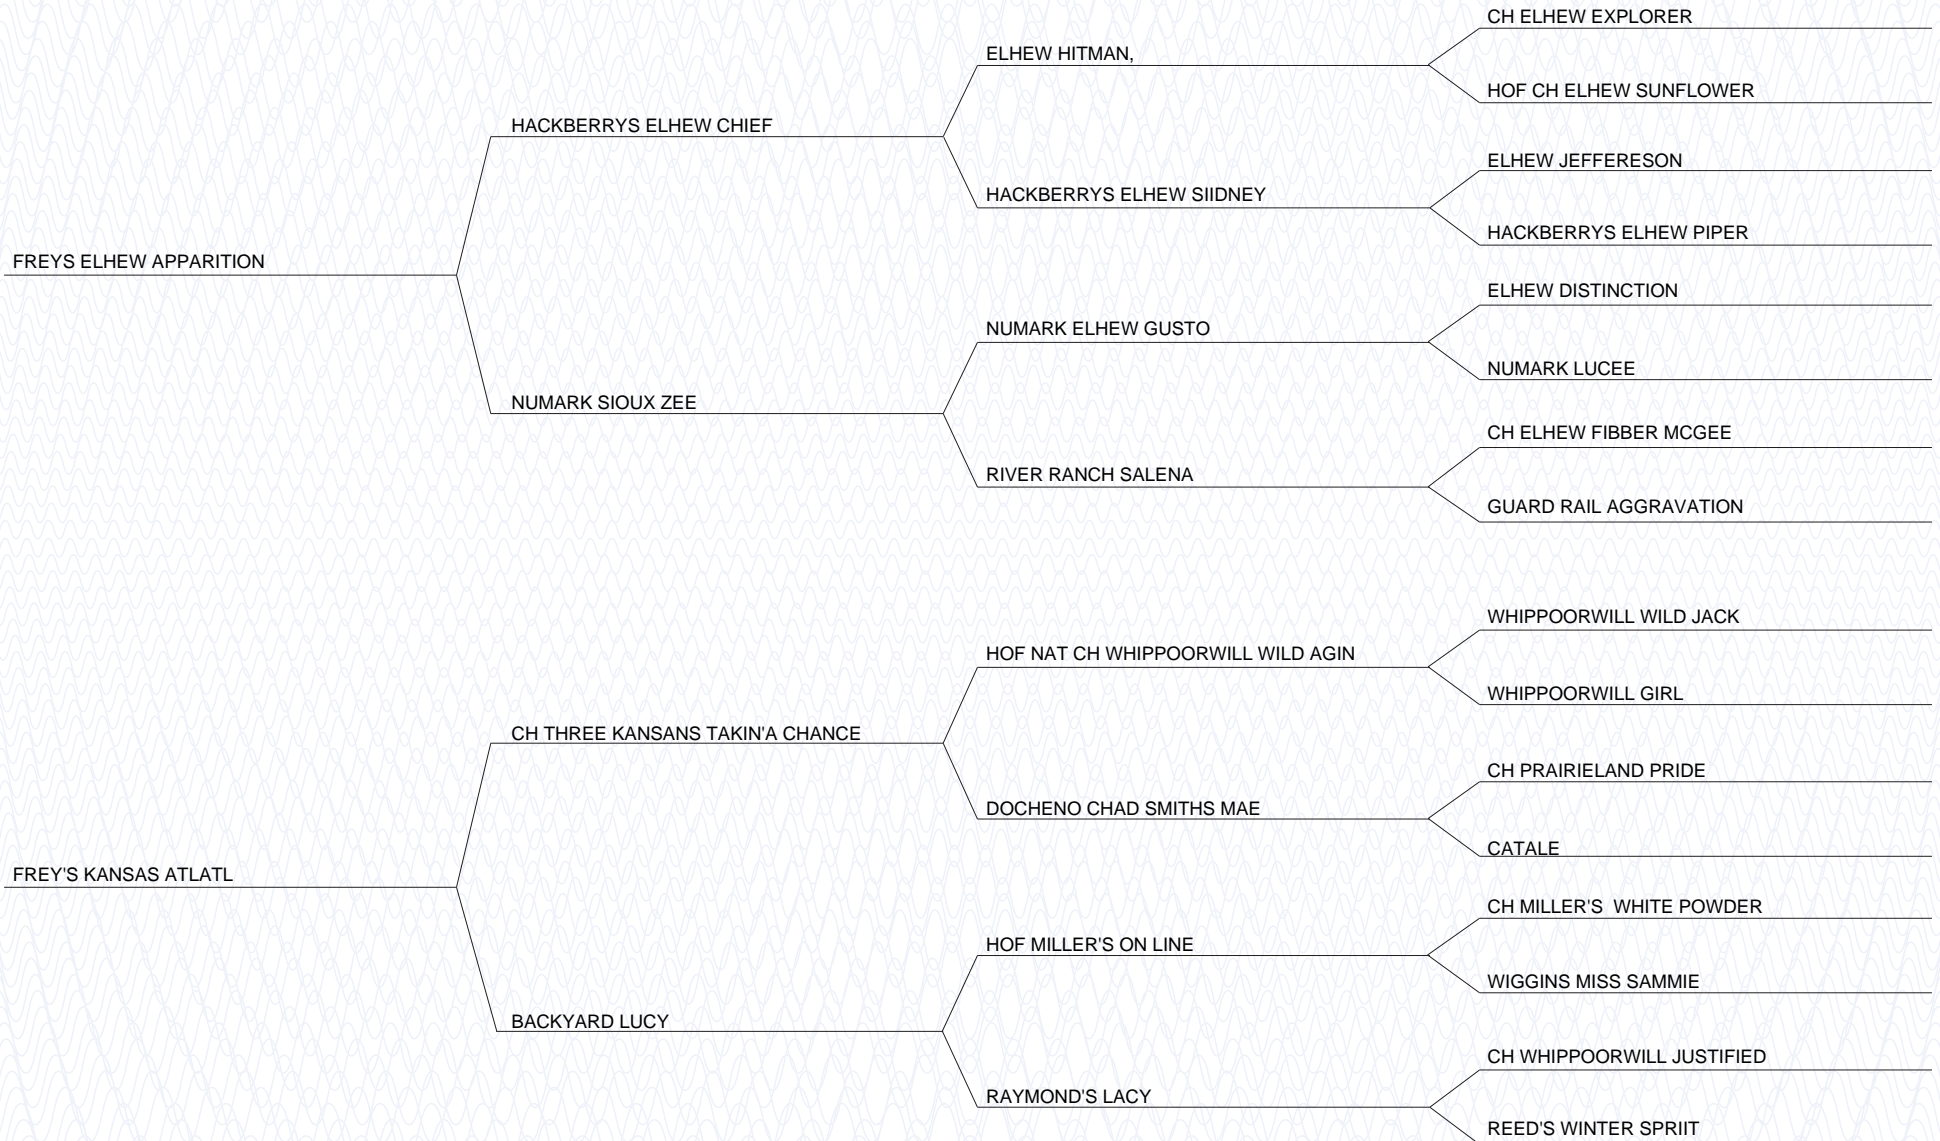 CH ELHEW EXPLORER
ELHEW HITMAN,
HOF CH ELHEW SUNFLOWER
HACKBERRYS ELHEW CHIEF
ELHEW JEFFERESON
HACKBERRYS ELHEW SIIDNEY
HACKBERRYS ELHEW PIPER
FREYS ELHEW APPARITION
ELHEW DISTINCTION
NUMARK ELHEW GUSTO
NUMARK LUCEE
NUMARK SIOUX ZEE
CH ELHEW FIBBER MCGEE
RIVER RANCH SALENA
GUARD RAIL AGGRAVATION
WHIPPOORWILL WILD JACK
HOF NAT CH WHIPPOORWILL WILD AGIN
WHIPPOORWILL GIRL
CH THREE KANSANS TAKIN'A CHANCE
CH PRAIRIELAND PRIDE
DOCHENO CHAD SMITHS MAE
CATALE
FREY'S KANSAS ATLATL
CH MILLER'S  WHITE POWDER
HOF MILLER'S ON LINE
WIGGINS MISS SAMMIE
BACKYARD LUCY
CH WHIPPOORWILL JUSTIFIED
RAYMOND'S LACY
REED'S WINTER SPRIIT